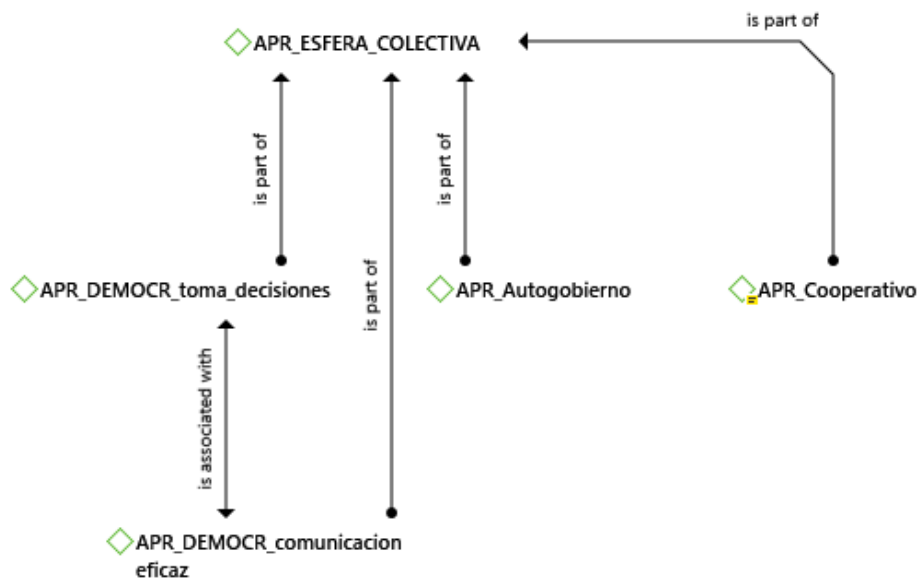 is part of
APR_ESFERA_COLECTIVA
is part of
is part of
is part of
APR_DEMOCR_toma_decisiones
APR_Autogobierno
APR_Cooperativo
is associated with
APR_DEMOCR_comunicacion
eficaz